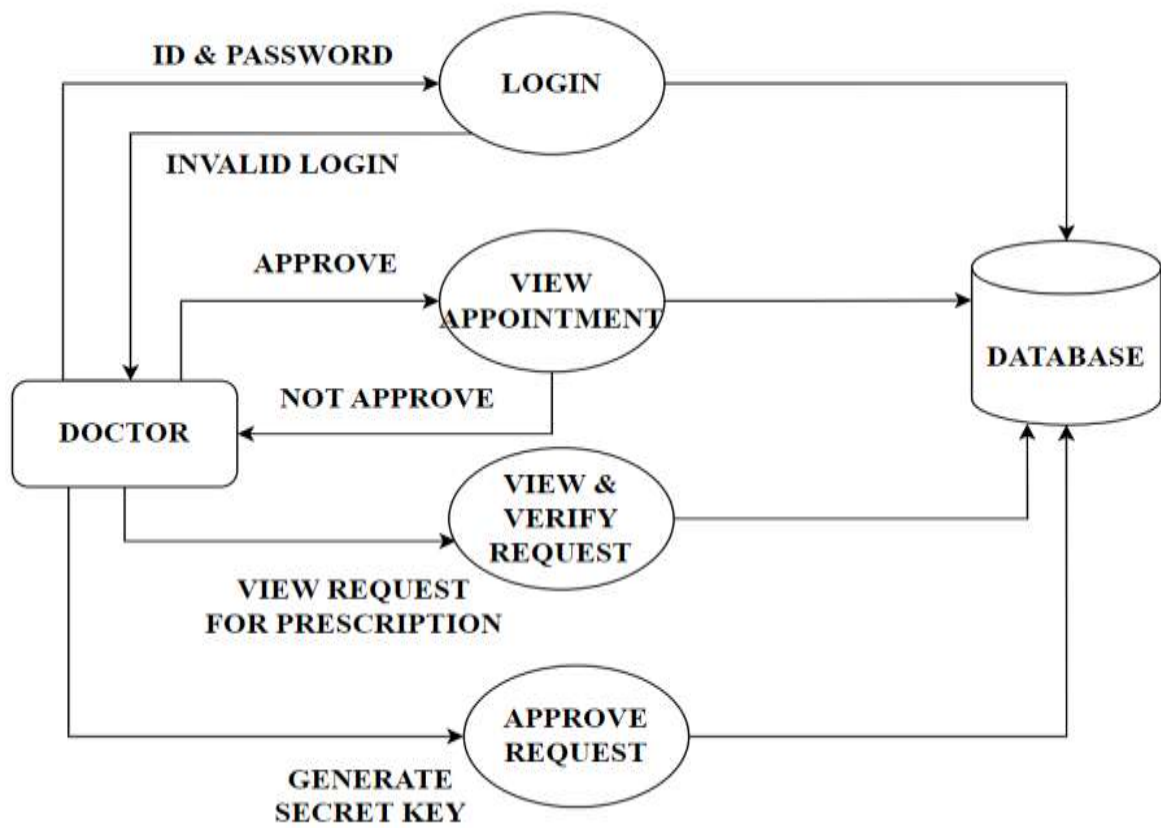 ID & PASSWORD
LOGIN
INVALID LOGIN
APPROVE
VIEW
APPOINTMENT
NOT APPROVE
DATABASE
DOCTOR
VIEW &
VERIFY
REQUEST
VIEW REQUEST
FOR PRESCRIPTION
APPROVE
REQUEST
GENERATE
SECRET KEY